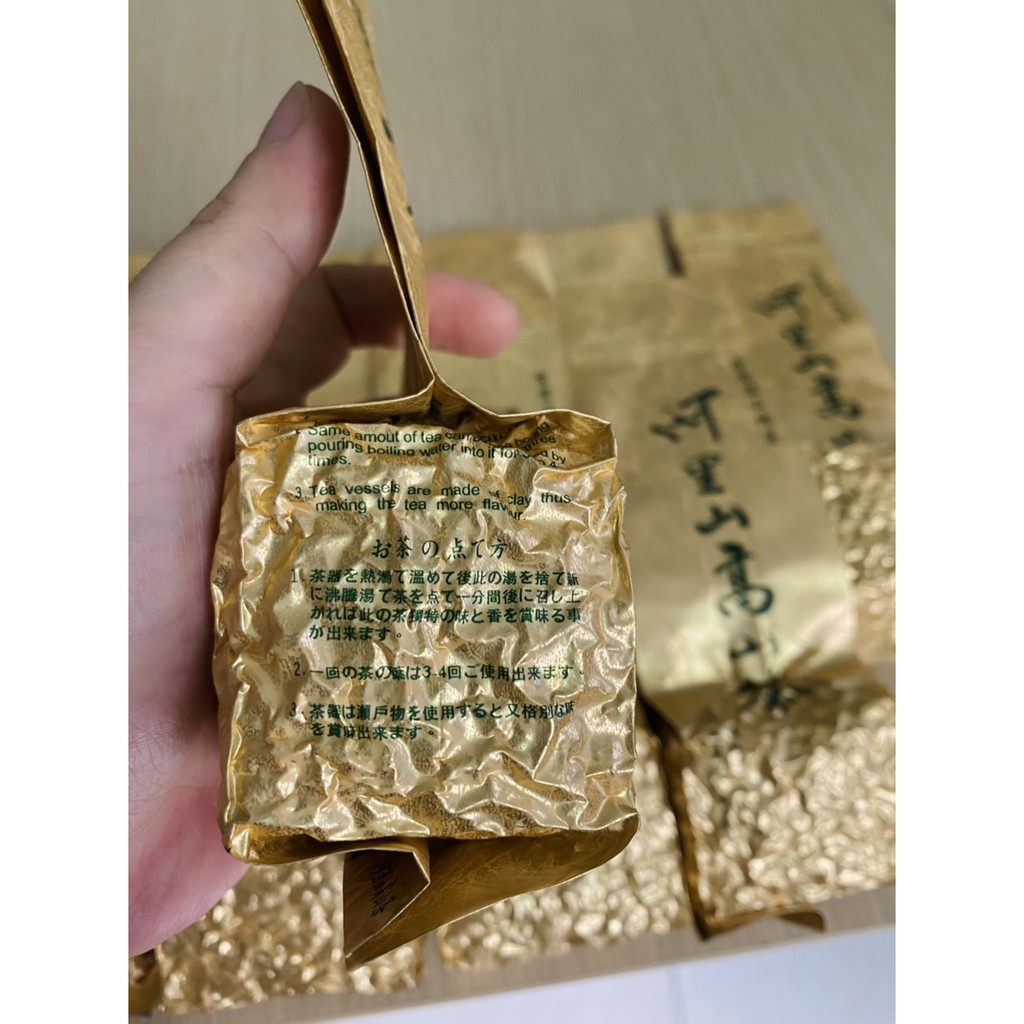 Same amout of tea can
pouring boiling water into it for 3
times.
3. Tea vessels are made of clay thus
making the tea more flavour.
お茶の点て方
1. 茶器を熱湯で溫めて後此の湯を捨て新
に沸騰湯で茶を点て一分間後に召し上
がれば此の茶獨特の味と香を賞味る事
が出来ます。
2. 一回の茶の葉は3-4回ご使用出来ます。
3. 茶器は瀬戸物を使用すると又格別な味
を賞味出来ます。
阿里山高山茶
阿里山高